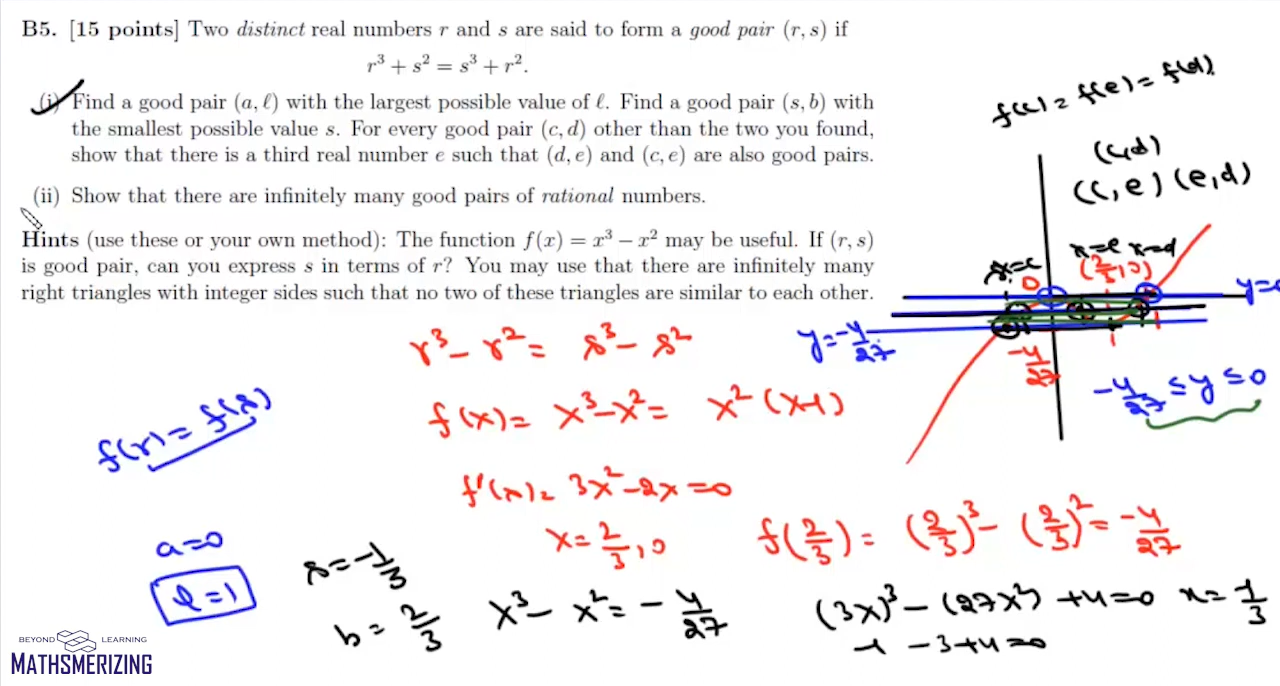 B5. [15 points] Two distinct real numbers r and s are said to form a good pair (r, s) if
r³ + s² = s³ + r².
(i) Find a good pair (a, ℓ) with the largest possible value of ℓ. Find a good pair (s, b) with
the smallest possible value s. For every good pair (c, d) other than the two you found,
show that there is a third real number e such that (d, e) and (c, e) are also good pairs.
(ii) Show that there are infinitely many good pairs of rational numbers.
Hints (use these or your own method): The function f(x) = x³ − x² may be useful. If (r, s)
is good pair, can you express s in terms of r? You may use that there are infinitely many
right triangles with integer sides such that no two of these triangles are similar to each other.
f(c) = f(e) = f(d)
(c,d)
(c,e) (e,d)
x=c
x=e x=d
0
(2/3, 0)
1
y=-4/27
-4/27
-4/27 ≤ y ≤ 0
r³ - r² = s³ - s²
f(r) = f(s)
f(x) = x³ - x² = x² (x-1)
f'(x) = 3x² - 2x = 0
x = 2/3, 0
f(2/3) = (2/3)³ - (2/3)² = -4/27
a=0
ℓ=1
s = -1/3
b = 2/3
x³ - x² = -4/27
(3x)³ - (27x²) + 4 = 0
-1 - 3 + 4 = 0
BEYOND LEARNING
MATHSMERIZING